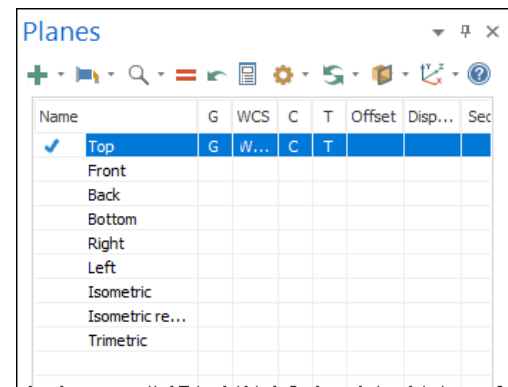 Planes
Name G WCS C T Offset Disp... Sec
Top G W... C T
Front
Back
Bottom
Right
Left
Isometric
Isometric re...
Trimetric